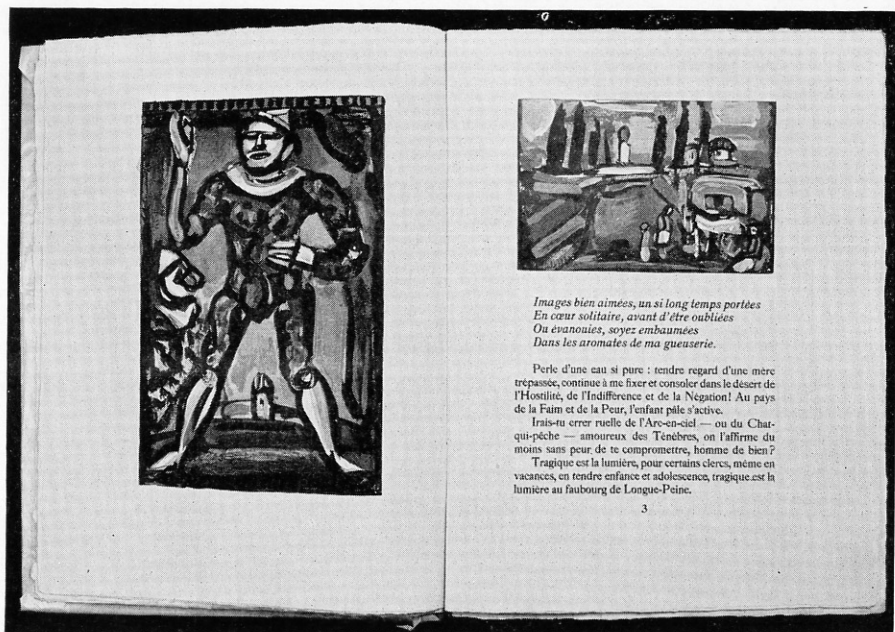 Images bien aimées, un si long temps portées
En cœur solitaire, avant d'être oubliées
Ou évanouies, soyez embaumées
Dans les aromates de ma gueuserie.
Perle d'une eau si pure : tendre regard d'une mère
trépassée, continue à me fixer et consoler dans le désert de
l'Hostilité, de l'Indifférence et de la Négation! Au pays
de la Faim et de la Peur, l'enfant pâle s'active.
Irais-tu errer ruelle de l'Arc-en-ciel — ou du Chat-
qui-pêche — amoureux des Ténèbres, on l'affirme du
moins sans peur de te compromettre, homme de bien?
Tragique est la lumière, pour certains clercs, même en
vacances, en tendre enfance et adolescence, tragique est la
lumière au faubourg de Longue-Peine.
3